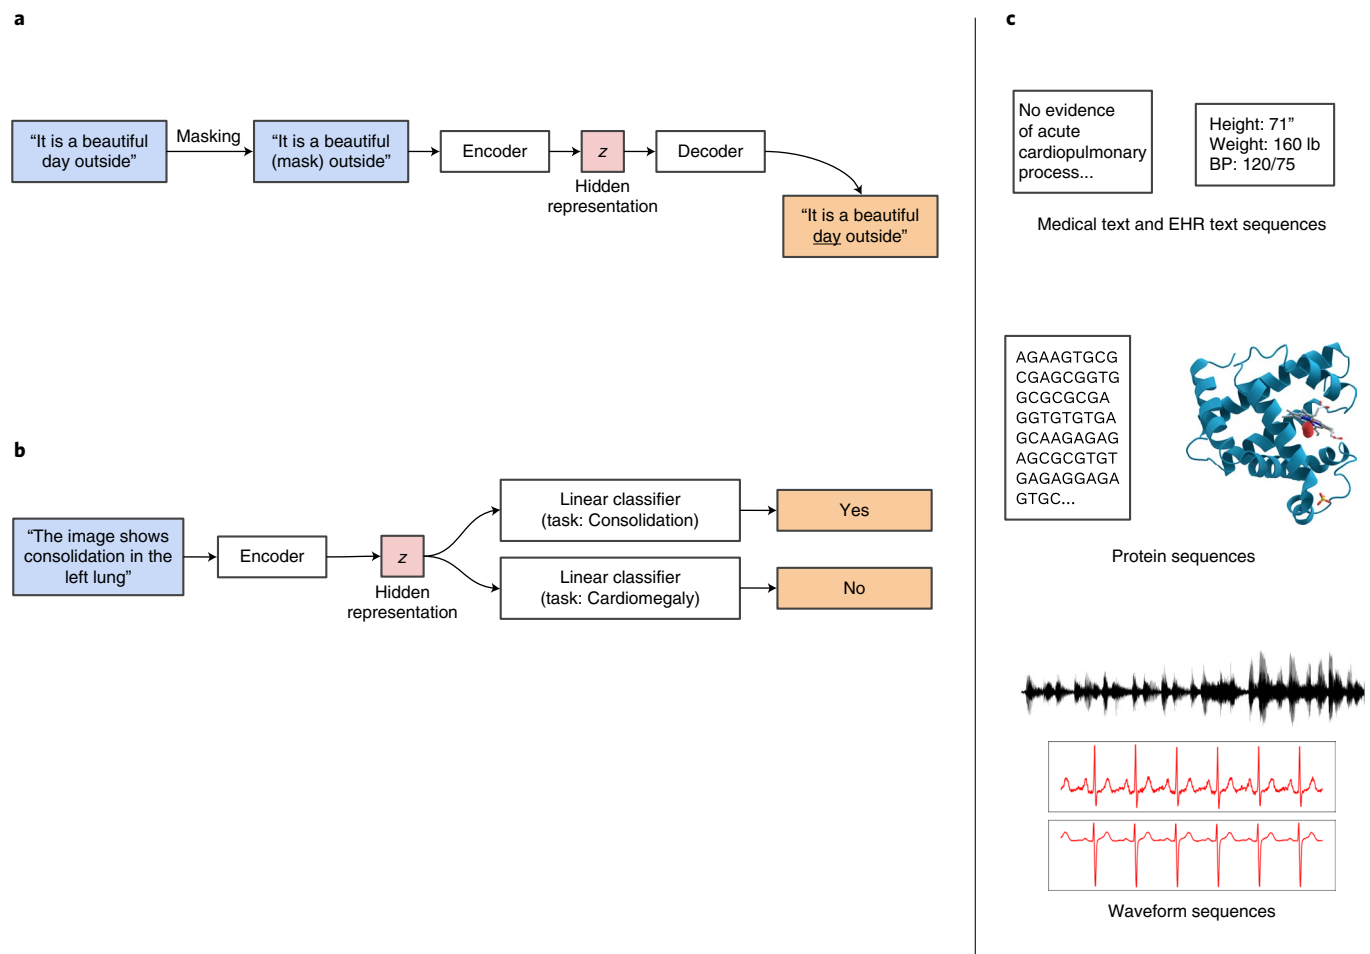 a
“It is a beautiful
day outside”
Masking
“It is a beautiful
(mask) outside”
Encoder
z
Hidden
representation
Decoder
“It is a beautiful
day outside”
b
“The image shows
consolidation in the
left lung”
Encoder
z
Hidden
representation
Linear classifier
(task: Consolidation)
Yes
Linear classifier
(task: Cardiomegaly)
No
c
No evidence
of acute
cardiopulmonary
process...
Height: 71”
Weight: 160 lb
BP: 120/75
Medical text and EHR text sequences
AGAAGTGCG
CGAGCGGTG
GCGCGCGA
GGTGTGTGA
GCAAGAGAG
AGCGCGTGT
GAGAGGAGA
GTGC...
Protein sequences
Waveform sequences